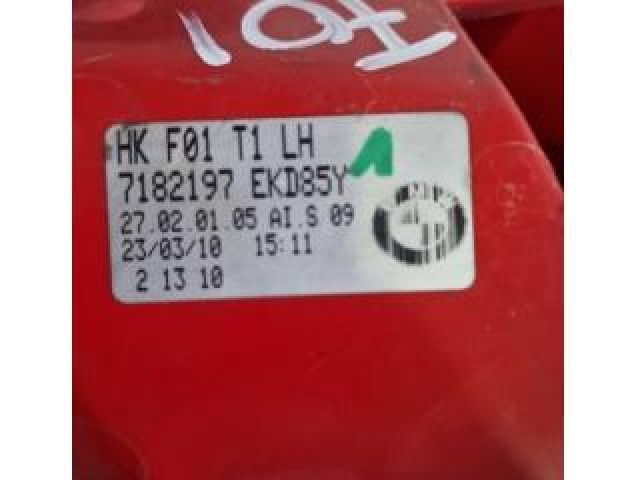 F01
HK F01 T1 LH
7182197 EKD85Y
27.02.01.05 AI.S 09
23/03/10 15:11
2 13 10